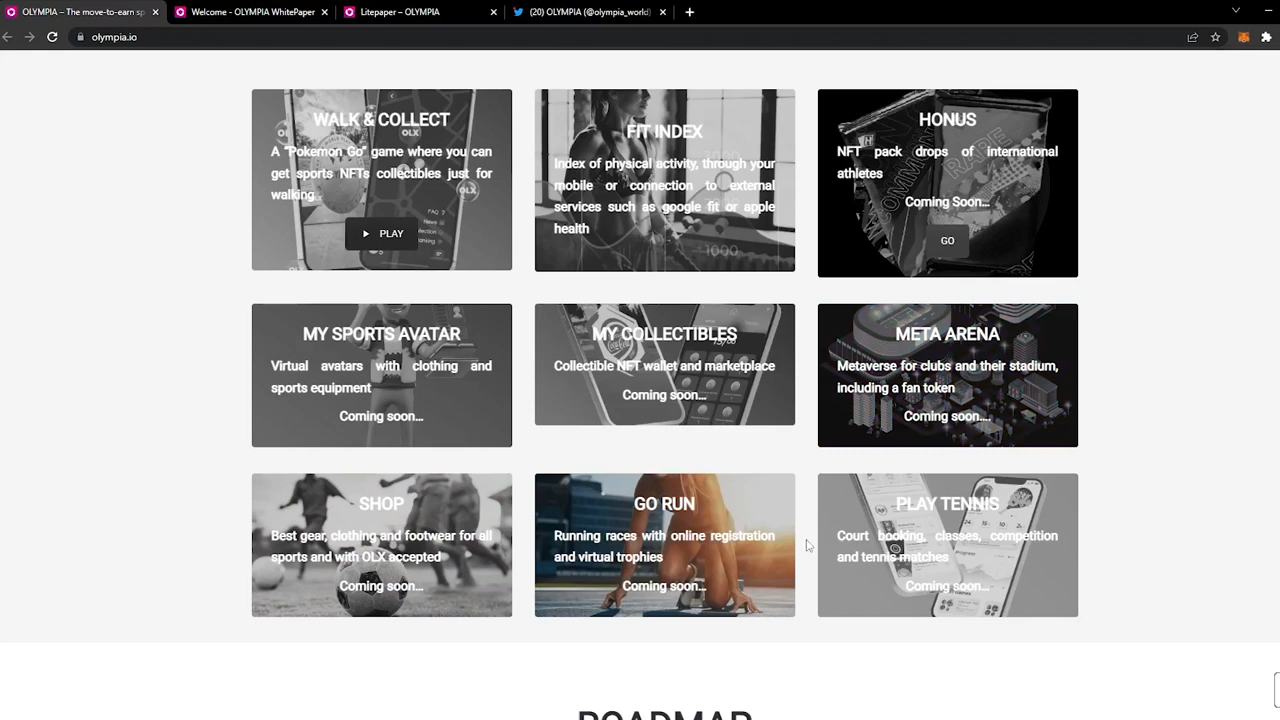 OLYMPIA – The move-to-earn sp
Welcome - OLYMPIA WhitePaper
Litepaper – OLYMPIA
(20) OLYMPIA (@olympia_world)
olympia.io
WALK & COLLECT
A "Pokemon Go" game where you can
get sports NFTs collectibles just for
walking
PLAY
FIT INDEX
Index of physical activity, through your
mobile or connection to external
services such as google fit or apple
health
HONUS
NFT pack drops of international
athletes
Coming Soon...
GO
MY SPORTS AVATAR
Virtual avatars with clothing and
sports equipment
Coming soon...
MY COLLECTIBLES
Collectible NFT wallet and marketplace
Coming soon...
META ARENA
Metaverse for clubs and their stadium,
including a fan token
Coming soon....
SHOP
Best gear, clothing and footwear for all
sports and with OLX accepted
Coming soon...
GO RUN
Running races with online registration
and virtual trophies
Coming soon...
PLAY TENNIS
Court booking, classes, competition
and tennis matches
Coming soon...
ROADMAP